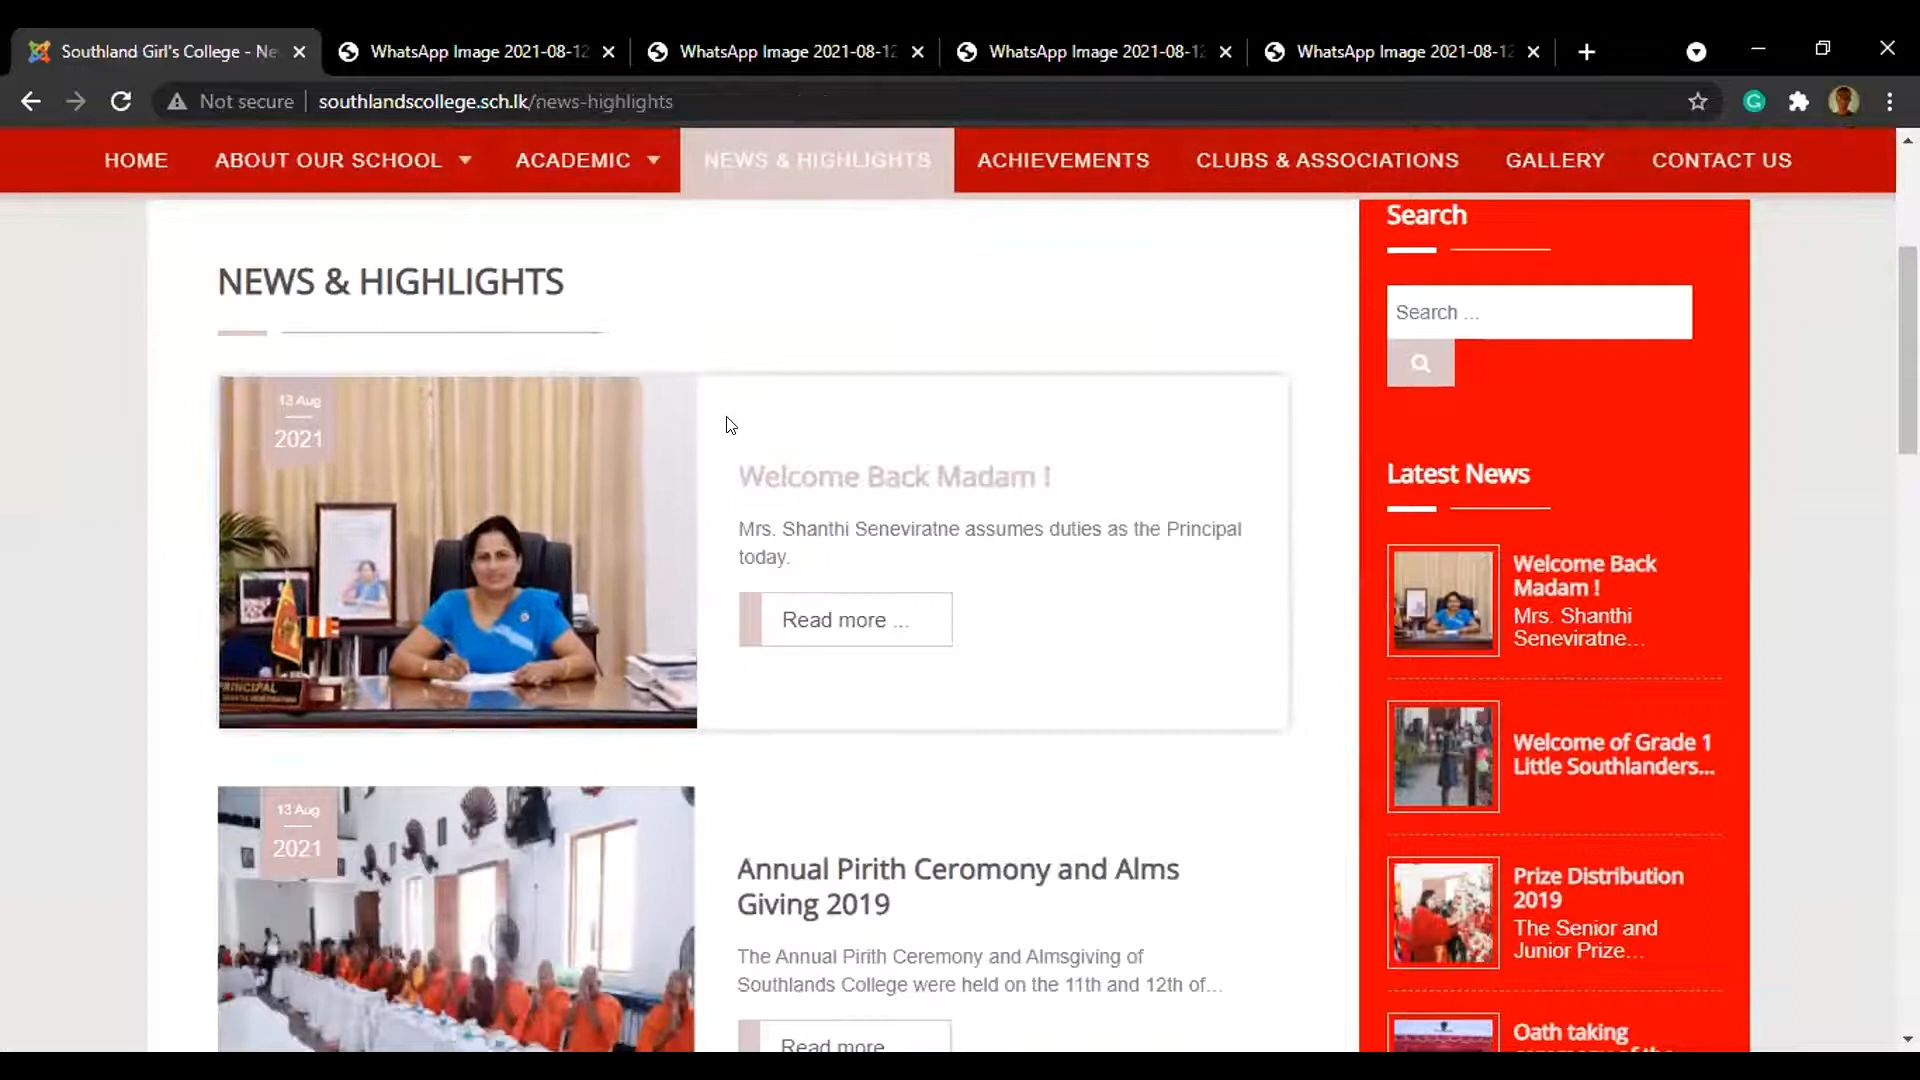 Southland Girl's College - Ne
WhatsApp Image 2021-08-12
WhatsApp Image 2021-08-12
WhatsApp Image 2021-08-12
WhatsApp Image 2021-08-12
Not secure
southlandscollege.sch.lk/news-highlights
HOME
ABOUT OUR SCHOOL
ACADEMIC
NEWS & HIGHLIGHTS
ACHIEVEMENTS
CLUBS & ASSOCIATIONS
GALLERY
CONTACT US
NEWS & HIGHLIGHTS
13 Aug
2021
PRINCIPAL
Welcome Back Madam !
Mrs. Shanthi Seneviratne assumes duties as the Principal
today.
Read more ...
13 Aug
2021
Annual Pirith Ceromony and Alms
Giving 2019
The Annual Pirith Ceremony and Almsgiving of
Southlands College were held on the 11th and 12th of...
Read more
Search
Search ...
Latest News
Welcome Back
Madam !
Mrs. Shanthi
Seneviratne...
Welcome of Grade 1
Little Southlanders...
Prize Distribution
2019
The Senior and
Junior Prize...
Oath taking